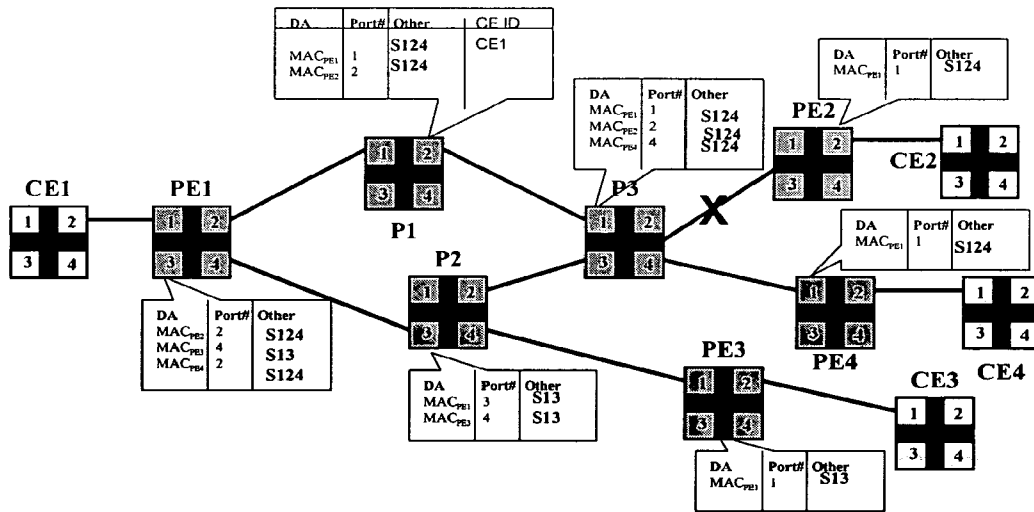 DA Port# Other CE ID
S124 CE1
MAC_PE1 1 S124
MAC_PE2 2
DA Port# Other
MAC_PE1 1 S124
DA Port# Other
MAC_PE1 1 S124
MAC_PE2 2 S124
MAC_PE4 4 S124
PE2
1 2
3 4
1 2
3 4
CE2
1 2
3 4
P1
CE1
1 2
3 4
PE1
1 2
3 4
P3
1 2
3 4
X
DA Port# Other
MAC_PE1 1 S124
P2
1 2
3 4
1 2
3 4
PE4
1 2
3 4
CE4
DA Port# Other
MAC_PE2 2 S124
MAC_PE3 4 S13
MAC_PE4 2 S124
DA Port# Other
MAC_PE1 3 S13
MAC_PE3 4 S13
PE3
1 2
3 4
CE3
1 2
3 4
DA Port# Other
MAC_PE1 1 S13